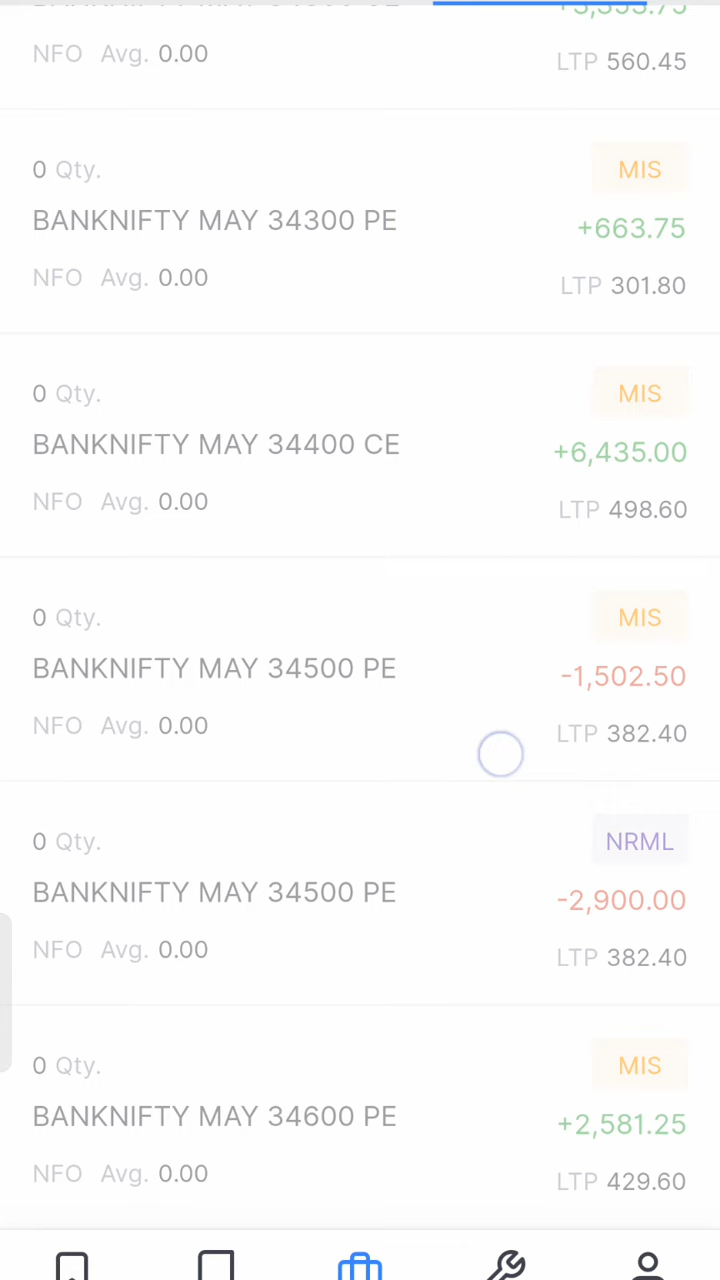 NFO Avg. 0.00
LTP 560.45
0 Qty.
MIS
BANKNIFTY MAY 34300 PE
+663.75
NFO Avg. 0.00
LTP 301.80
0 Qty.
MIS
BANKNIFTY MAY 34400 CE
+6,435.00
NFO Avg. 0.00
LTP 498.60
0 Qty.
MIS
BANKNIFTY MAY 34500 PE
-1,502.50
NFO Avg. 0.00
LTP 382.40
0 Qty.
NRML
BANKNIFTY MAY 34500 PE
-2,900.00
NFO Avg. 0.00
LTP 382.40
0 Qty.
MIS
BANKNIFTY MAY 34600 PE
+2,581.25
NFO Avg. 0.00
LTP 429.60